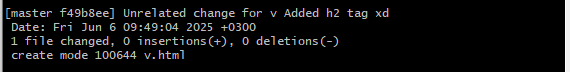 [master f49b8ee] Unrelated change for v Added h2 tag xd
Date: Fri Jun 6 09:49:04 2025 +0300
1 file changed, 0 insertions(+), 0 deletions(-)
create mode 100644 v.html